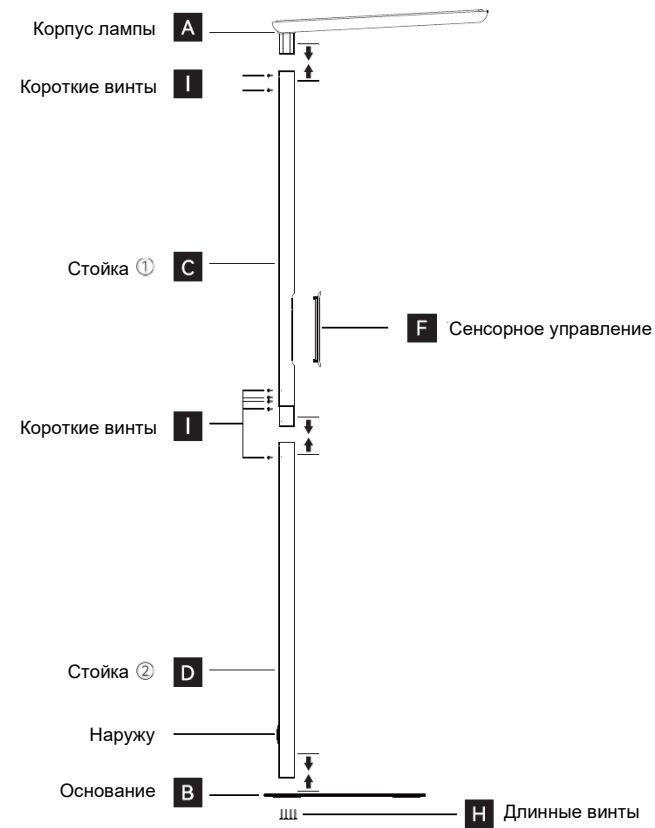 Корпус лампы A
Короткие винты I
Стойка ① C
F Сенсорное управление
Короткие винты I
Стойка ② D
Наружу
Основание B
H Длинные винты